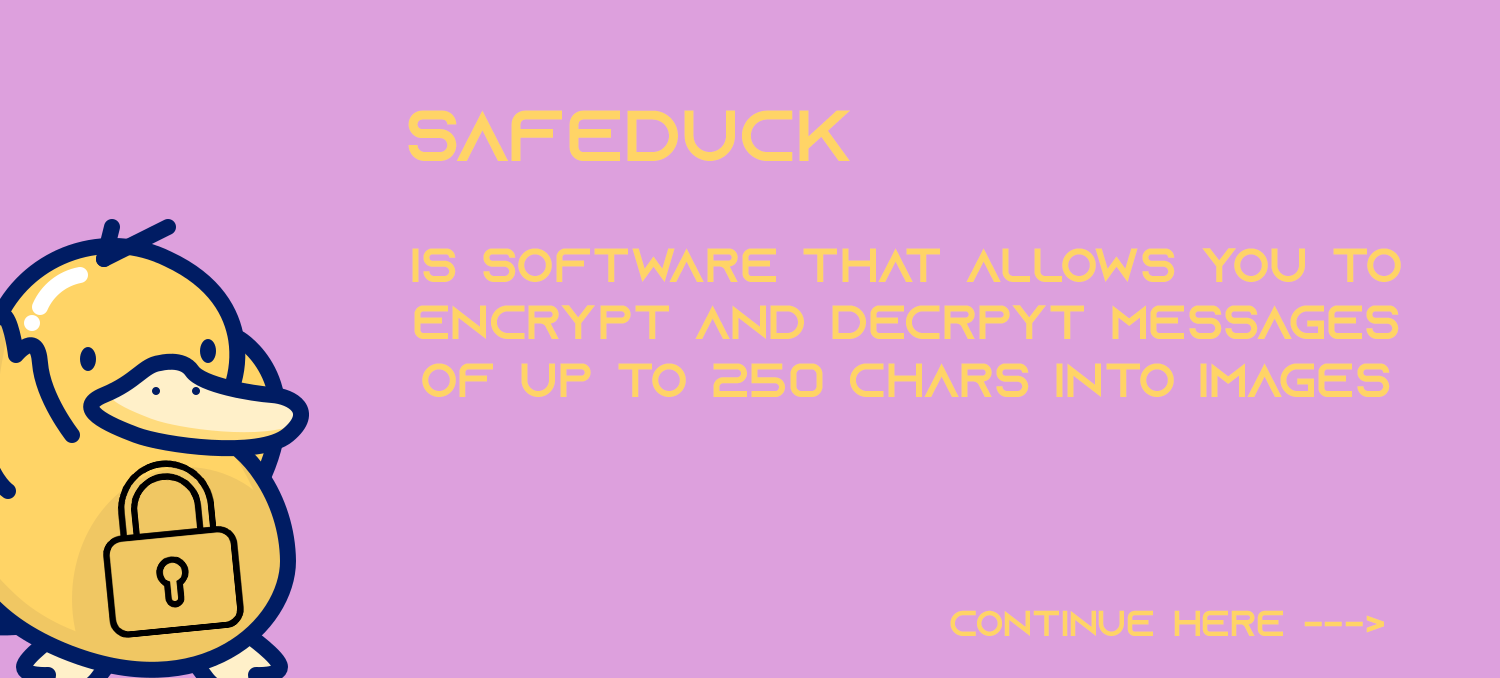 SAFEDUCK
IS SOFTWARE THAT ALLOWS YOU TO
ENCRYPT AND DECRPYT MESSAGES
OF UP TO 250 CHARS INTO IMAGES
CONTINUE HERE --->